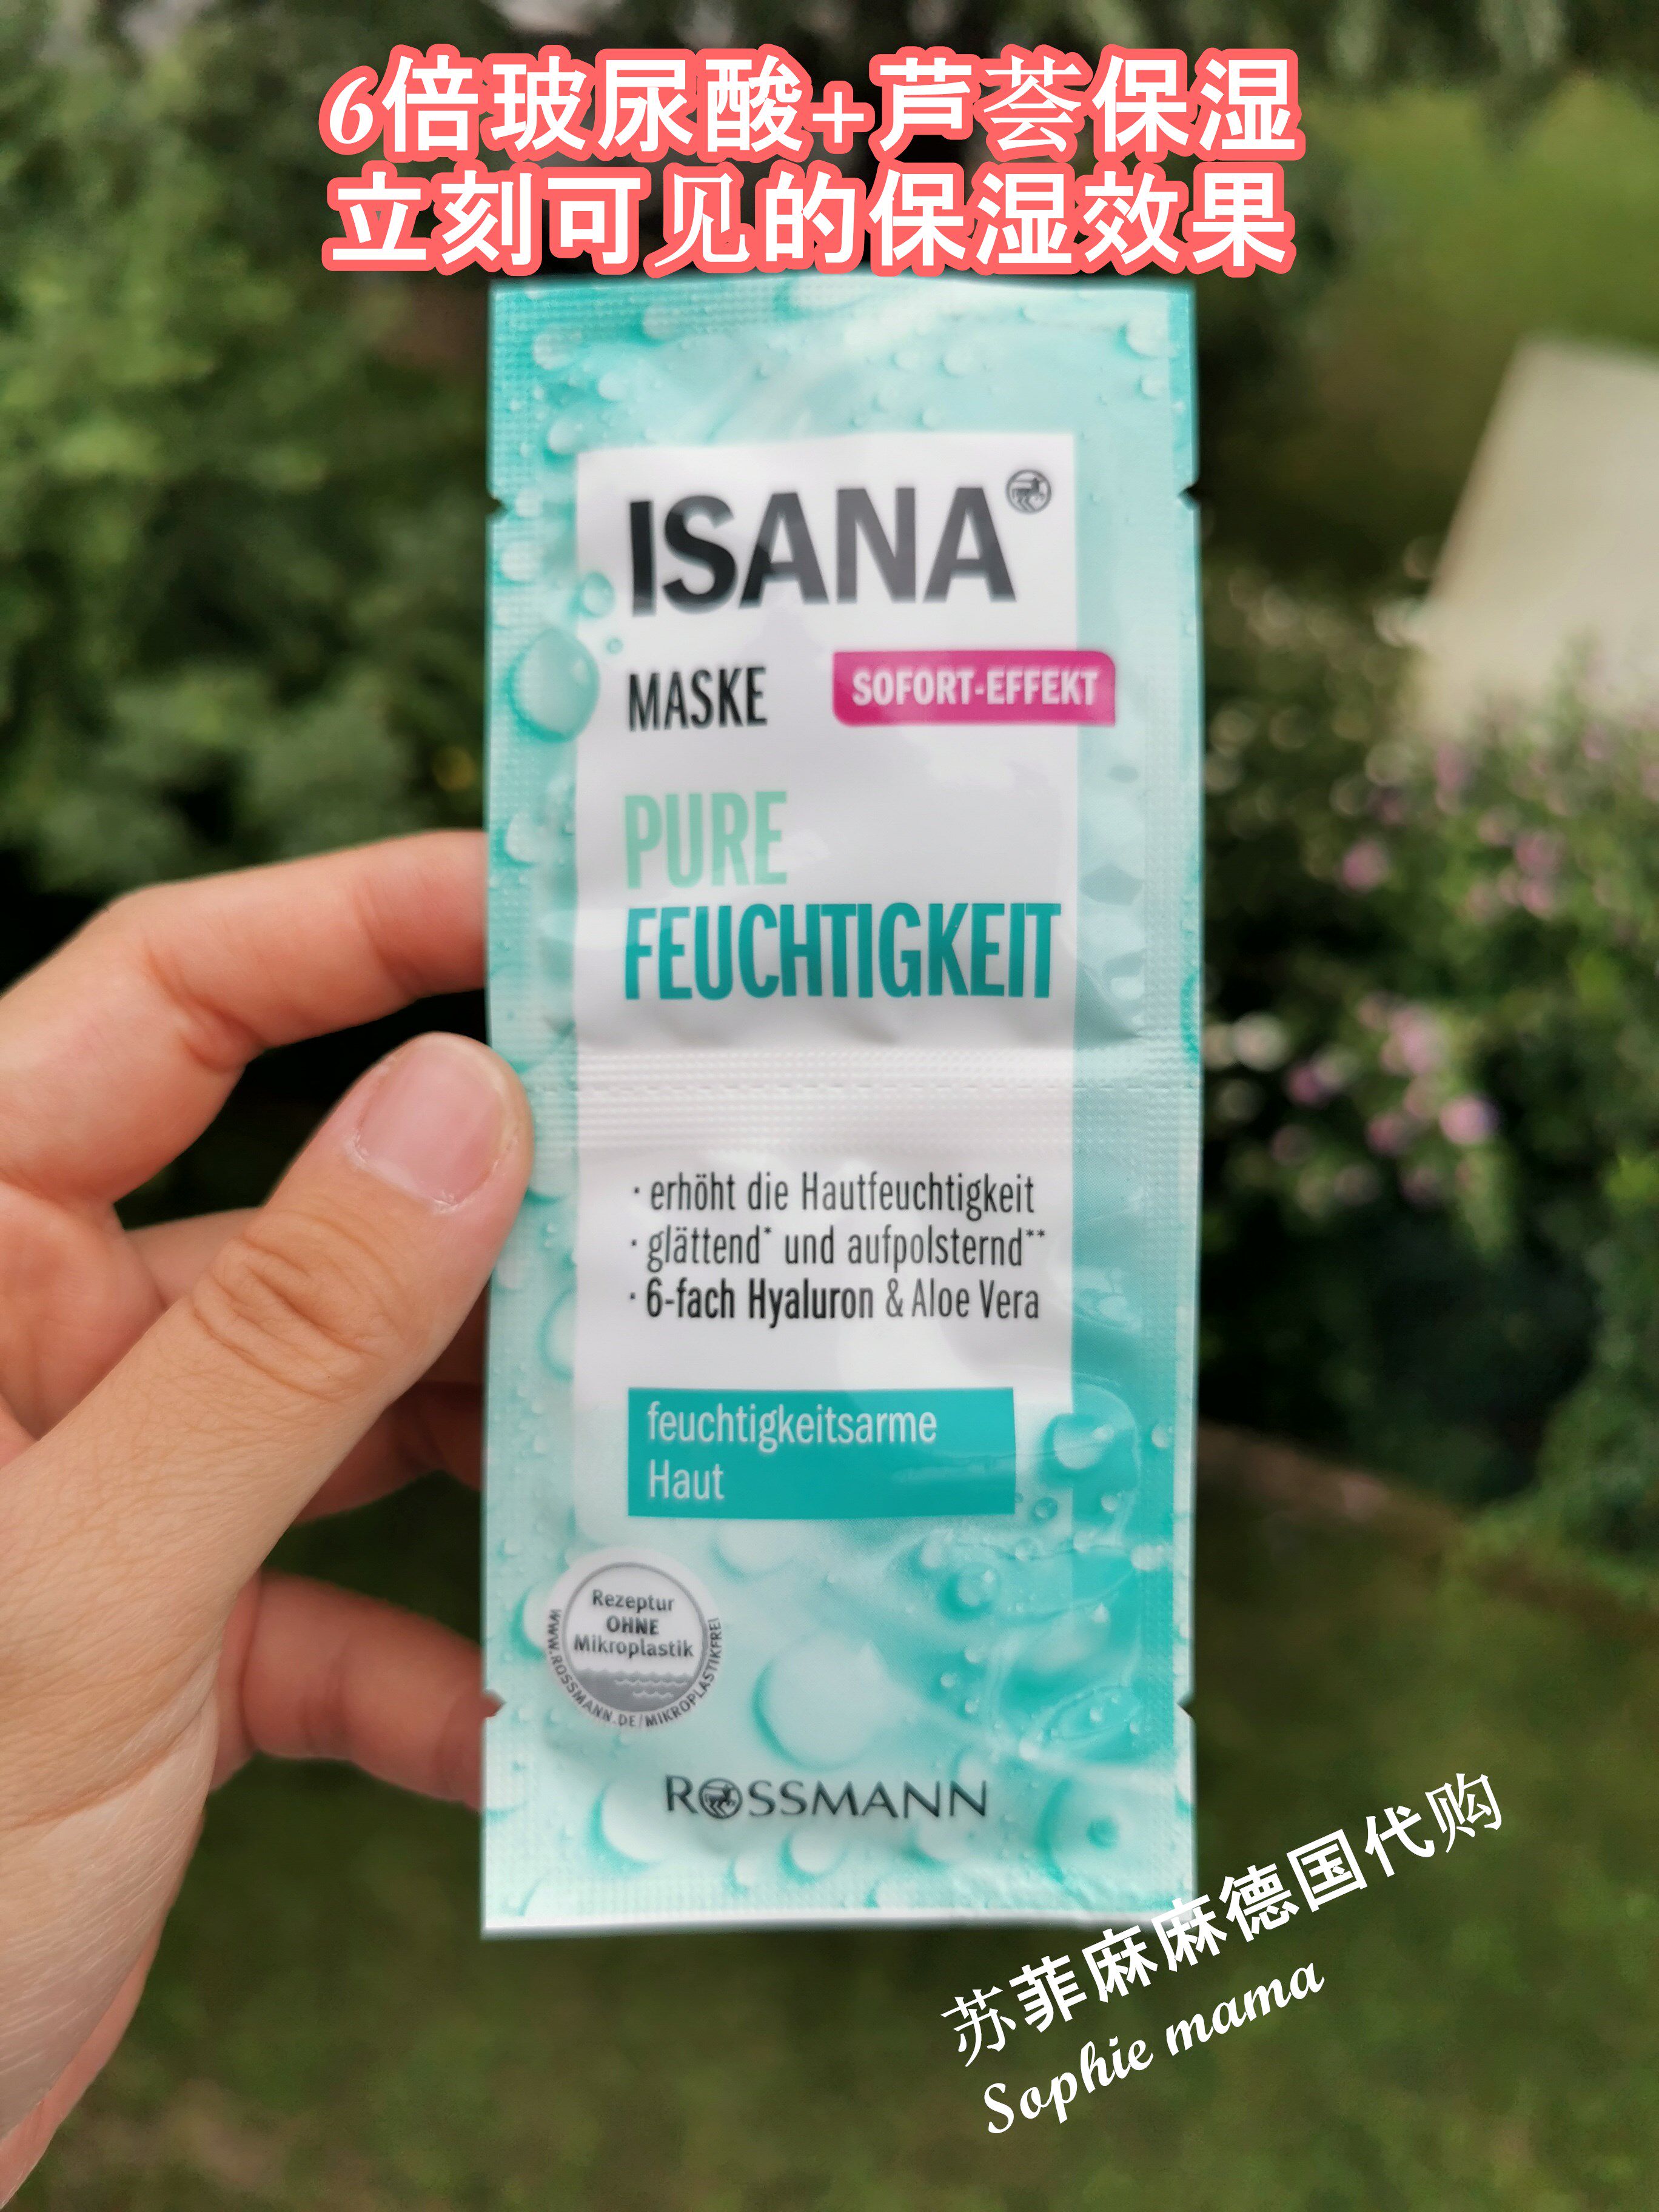 6倍玻尿酸+芦荟保湿
立刻可见的保湿效果
ISANA
MASKE
SOFORT-EFFEKT
PURE
FEUCHTIGKEIT
· erhöht die Hautfeuchtigkeit
· glättend* und aufpolsternd**
· 6-fach Hyaluron & Aloe Vera
feuchtigkeitsarme
Haut
Rezeptur
OHNE
Mikroplastik
WWW.ROSSMANN.DE/MIKROPLASTIKFREI
ROSSMANN
苏菲麻麻德国代购
Sophie mama